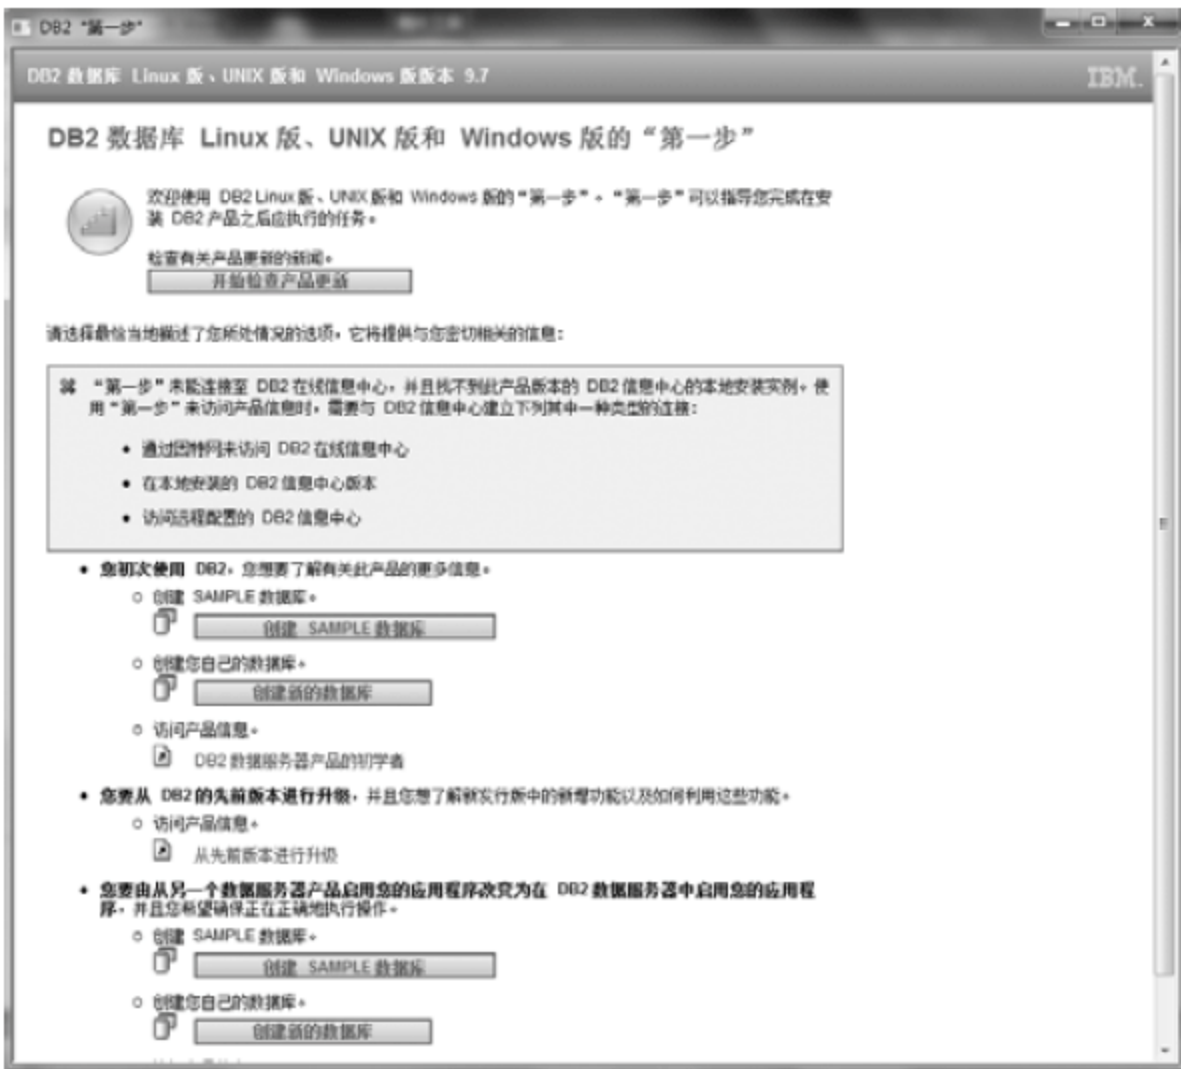 DB2 “第一步”
DB2 数据库 Linux 版、UNIX 版和 Windows 版版本 9.7
IBM.
DB2 数据库 Linux 版、UNIX 版和 Windows 版的“第一步”
欢迎使用 DB2 Linux 版、UNIX 版和 Windows 版的“第一步”。“第一步”可以指导您完成在安
装 DB2 产品之后应执行的任务。
检查有关产品更新的新闻。
开始检查产品更新
请选择最恰当地描述了您所处情况的选项，它将提供与您密切相关的信息：
“第一步”未能连接至 DB2 在线信息中心，并且找不到此产品版本的 DB2 信息中心的本地安装实例。使
用“第一步”来访问产品信息时，需要与 DB2 信息中心建立下列其中一种类型的连接：
• 通过因特网来访问 DB2 在线信息中心
• 在本地安装的 DB2 信息中心版本
• 访问远程配置的 DB2 信息中心
• 您初次使用 DB2，您想要了解有关此产品的更多信息。
○ 创建 SAMPLE 数据库。
创建 SAMPLE 数据库
○ 创建您自己的数据库。
创建新的数据库
○ 访问产品信息。
DB2 数据服务器产品的初学者
• 您要从 DB2 的先前版本进行升级，并且您想了解新发行版中的新增功能以及如何利用这些功能。
○ 访问产品信息。
从先前版本进行升级
• 您要由从另一个数据服务器产品启用您的应用程序改变为在 DB2 数据服务器中启用您的应用程
序，并且您希望确保正在正确地执行操作。
○ 创建 SAMPLE 数据库。
创建 SAMPLE 数据库
○ 创建您自己的数据库。
创建新的数据库